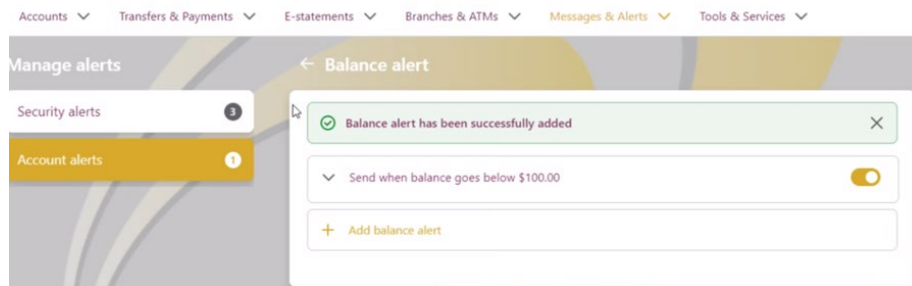 Accounts Transfers & Payments E-statements Branches & ATMs Messages & Alerts Tools & Services
Manage alerts
Security alerts 3
Account alerts 1
Balance alert
Balance alert has been successfully added
Send when balance goes below $100.00
Add balance alert